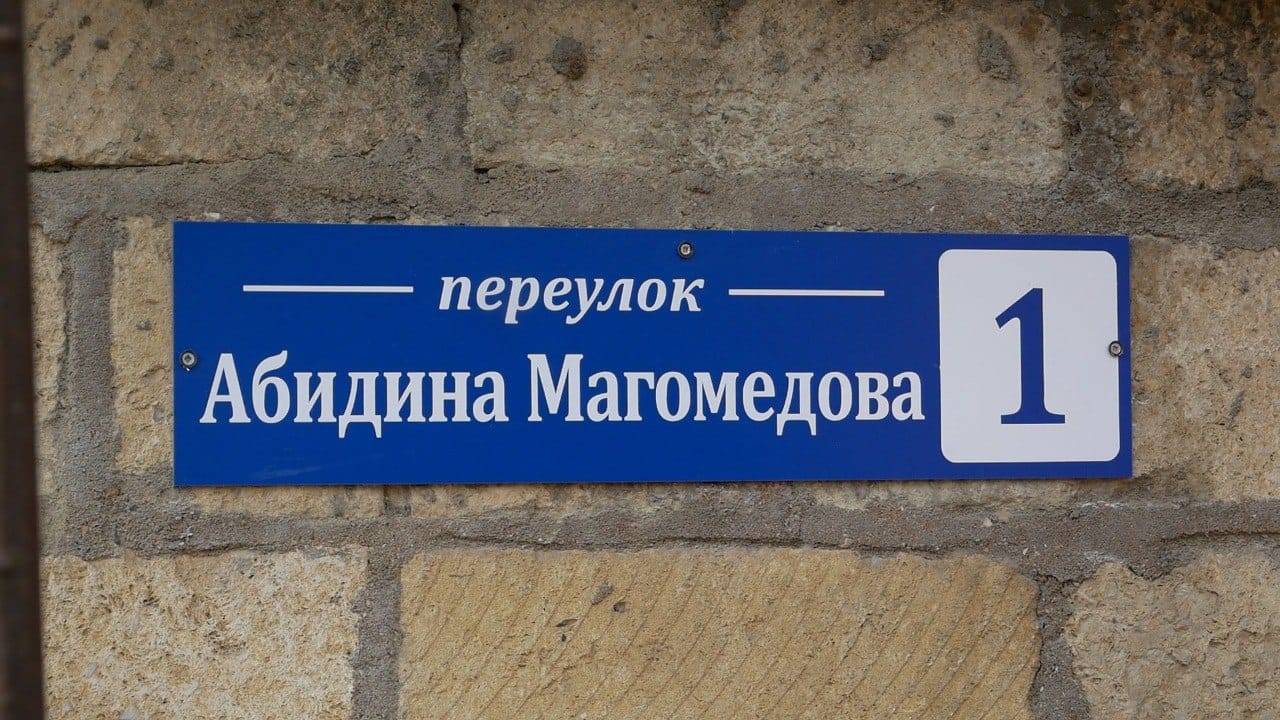 переулок
Абидина Магомедова
1